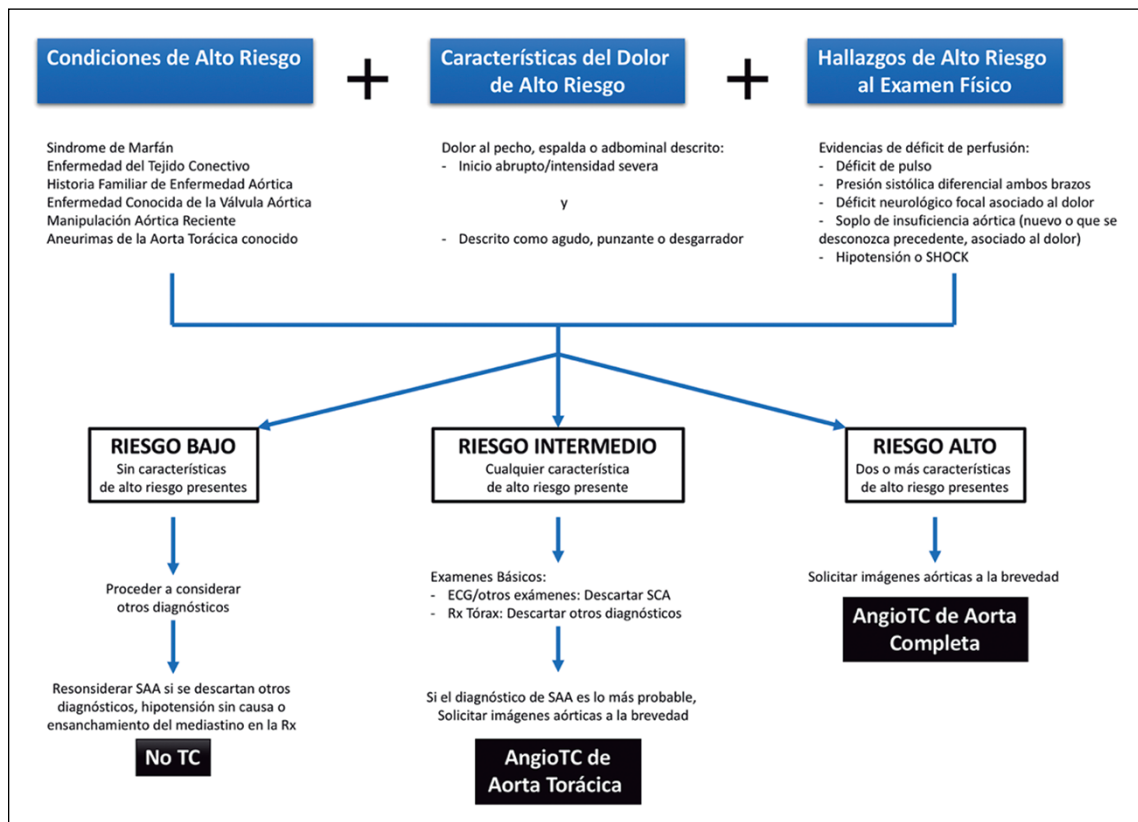 Condiciones de Alto Riesgo
+
Características del Dolor
de Alto Riesgo
+
Hallazgos de Alto Riesgo
al Examen Físico
Sindrome de Marfán
Enfermedad del Tejido Conectivo
Historia Familiar de Enfermedad Aórtica
Enfermedad Conocida de la Válvula Aórtica
Manipulación Aórtica Reciente
Aneurimas de la Aorta Torácica conocido
Dolor al pecho, espalda o adbominal descrito:
- Inicio abrupto/intensidad severa
y
- Descrito como agudo, punzante o desgarrador
Evidencias de déficit de perfusión:
- Déficit de pulso
- Presión sistólica diferencial ambos brazos
- Déficit neurológico focal asociado al dolor
- Soplo de insuficiencia aórtica (nuevo o que se
desconozca precedente, asociado al dolor)
- Hipotensión o SHOCK
RIESGO BAJO
Sin características
de alto riesgo presentes
Proceder a considerar
otros diagnósticos
Resonsiderar SAA si se descartan otros
diagnósticos, hipotensión sin causa o
ensanchamiento del mediastino en la Rx
No TC
RIESGO INTERMEDIO
Cualquier característica
de alto riesgo presente
Examenes Básicos:
- ECG/otros exámenes: Descartar SCA
- Rx Tórax: Descartar otros diagnósticos
Si el diagnóstico de SAA es lo más probable,
Solicitar imágenes aórticas a la brevedad
AngioTC de
Aorta Torácica
RIESGO ALTO
Dos o más características
de alto riesgo presentes
Solicitar imágenes aórticas a la brevedad
AngioTC de Aorta
Completa